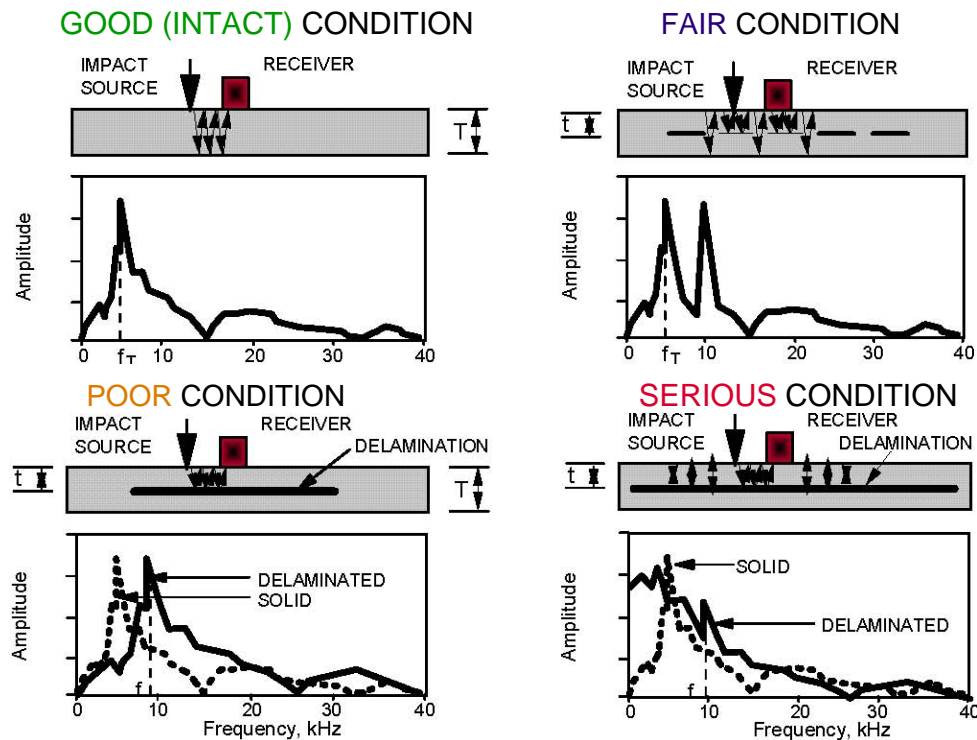 GOOD (INTACT) CONDITION
IMPACT SOURCE
RECEIVER
T
Amplitude
0 10 20 30 40
f_T
FAIR CONDITION
IMPACT SOURCE
RECEIVER
t
Amplitude
0 10 20 30 40
f_T
POOR CONDITION
IMPACT SOURCE
RECEIVER
DELAMINATION
t
T
Amplitude
DELAMINATED
SOLID
f
0 10 20 30 40
Frequency, kHz
SERIOUS CONDITION
IMPACT SOURCE
RECEIVER
DELAMINATION
t
Amplitude
SOLID
DELAMINATED
f
0 10 20 30 40
Frequency, kHz